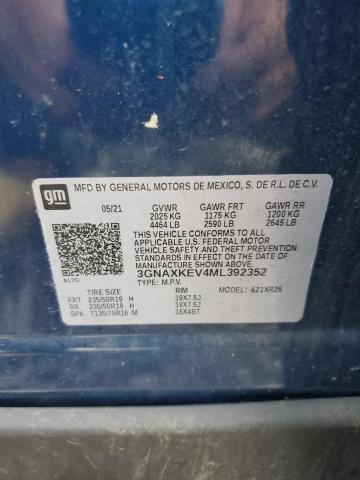 gm
MFD BY GENERAL MOTORS DE MEXICO, S. DE R.L. DE C.V.
05/21 GVWR GAWR FRT GAWR RR
2025 KG 1175 KG 1200 KG
4464 LB 2590 LB 2645 LB
THIS VEHICLE CONFORMS TO ALL APPLICABLE U.S. FEDERAL MOTOR
VEHICLE SAFETY AND THEFT PREVENTION
STANDARDS IN EFFECT ON THE DATE OF
MANUFACTURE SHOWN ABOVE.
3GNAXKEV4ML392352
617D TYPE: M.P.V. MODEL: 4Z1XR26
TIRE SIZE RIM
FRT 235/50R19 H 19X7.5J
RR 235/50R19 H 19X7.5J
SPA T135/70R16 M 16X4BT